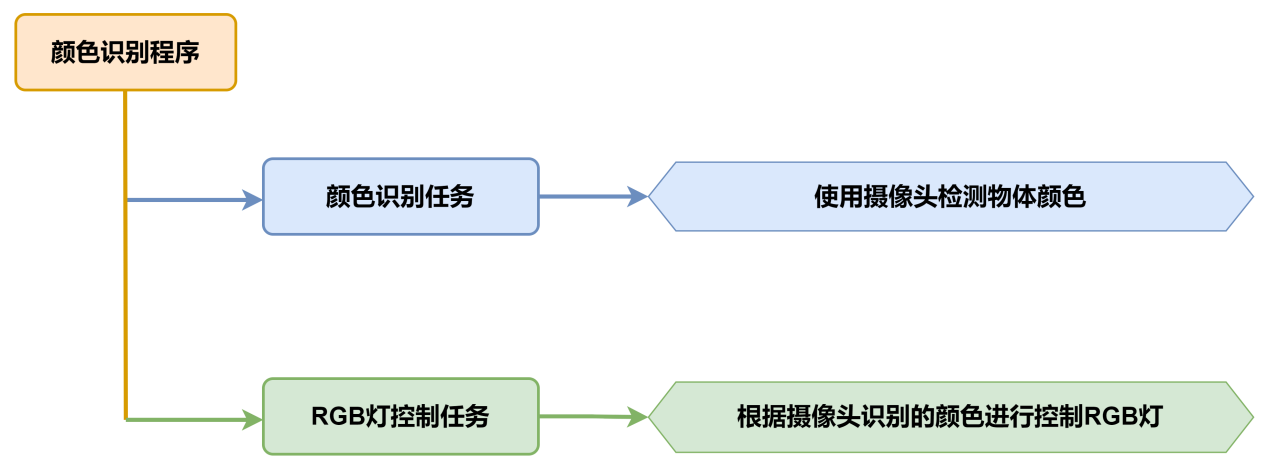 颜色识别程序
颜色识别任务
使用摄像头检测物体颜色
RGB灯控制任务
根据摄像头识别的颜色进行控制RGB灯